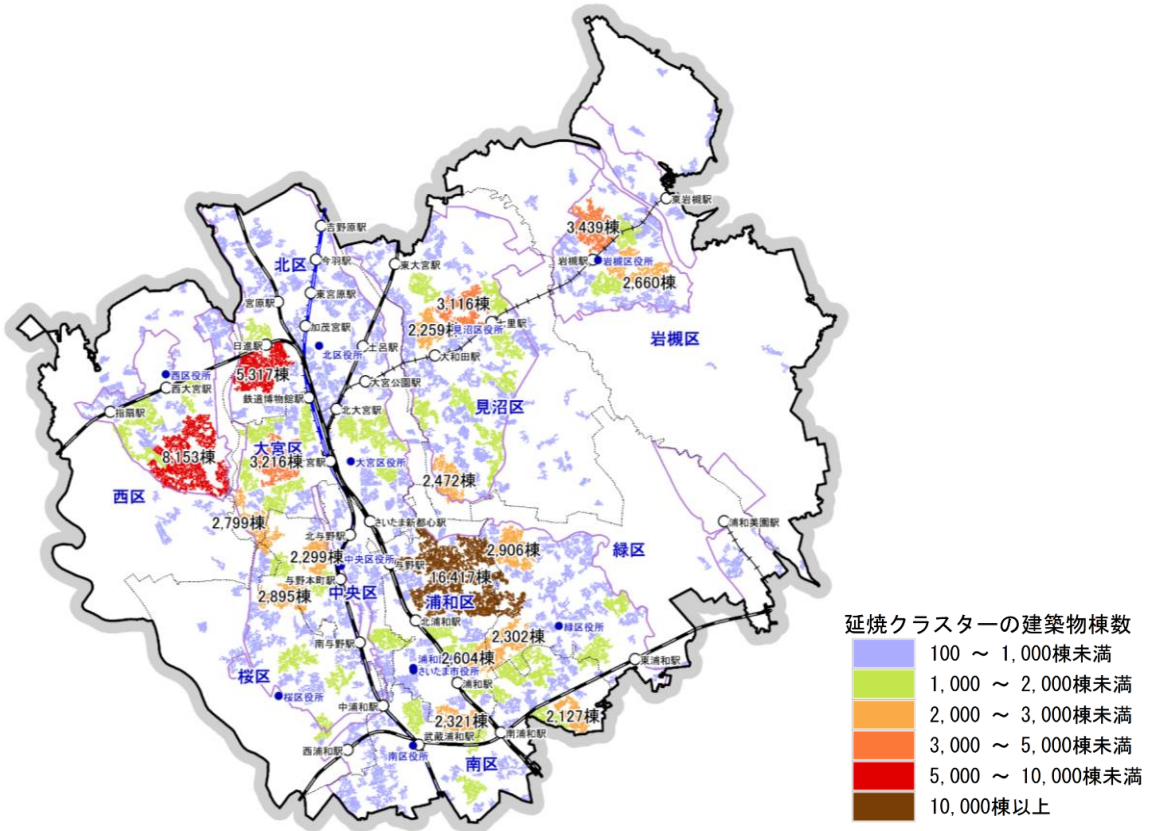 吉野原駅
東岩槻駅
3,439棟
北区
今羽駅
東大宮駅
岩槻駅
岩槻区役所
2,660棟
宮原駅
東宮原駅
3,116棟
七里駅
加茂宮駅
2,259棟
見沼区役所
岩槻区
日進駅
北区役所
土呂駅
大和田駅
5,317棟
西区役所
西大宮駅
大宮公園駅
鉄道博物館駅
指扇駅
北大宮駅
見沼区
大宮区
8,153棟
3,216棟
大宮区役所
西区
2,472棟
2,799棟
さいたま新都心駅
浦和美園駅
北与野駅
2,906棟
緑区
2,299棟
中央区役所
与野駅
与野本町駅
16,417棟
2,895棟
中央区
浦和区
北浦和駅
緑区役所
2,302棟
南与野駅
2,604棟
東浦和駅
さいたま市役所
桜区
浦和駅
桜区役所
中浦和駅
2,321棟
2,127棟
南浦和駅
武蔵浦和駅
西浦和駅
南区役所
南区
延焼クラスターの建築物棟数
100 ～ 1,000棟未満
1,000 ～ 2,000棟未満
2,000 ～ 3,000棟未満
3,000 ～ 5,000棟未満
5,000 ～ 10,000棟未満
10,000棟以上